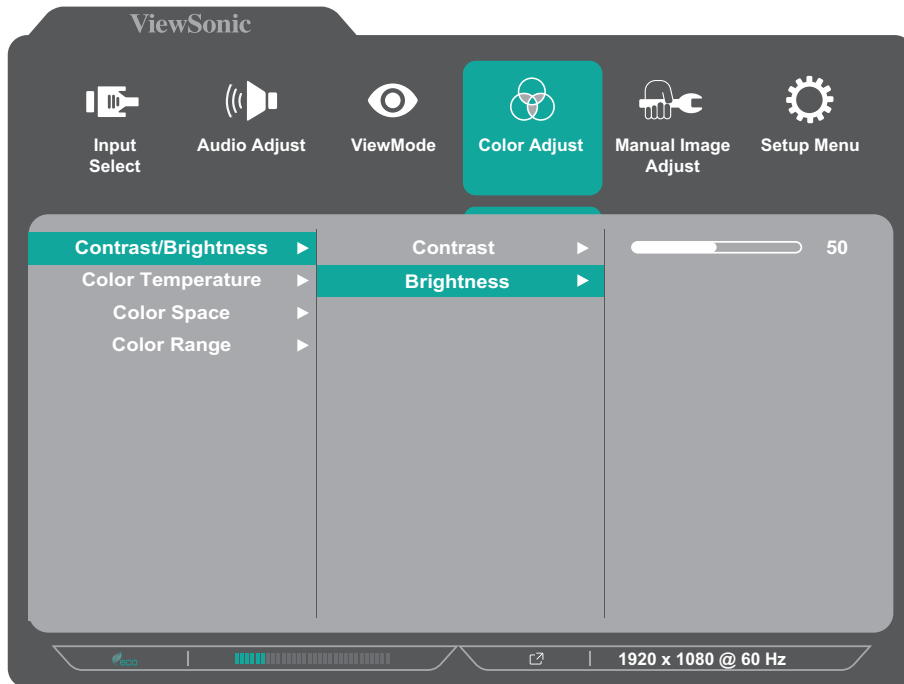 ViewSonic
Input
Select
Audio Adjust
ViewMode
Color Adjust
Manual Image
Adjust
Setup Menu
Contrast/Brightness
Contrast
50
Color Temperature
Brightness
Color Space
Color Range
eco
1920 x 1080 @ 60 Hz